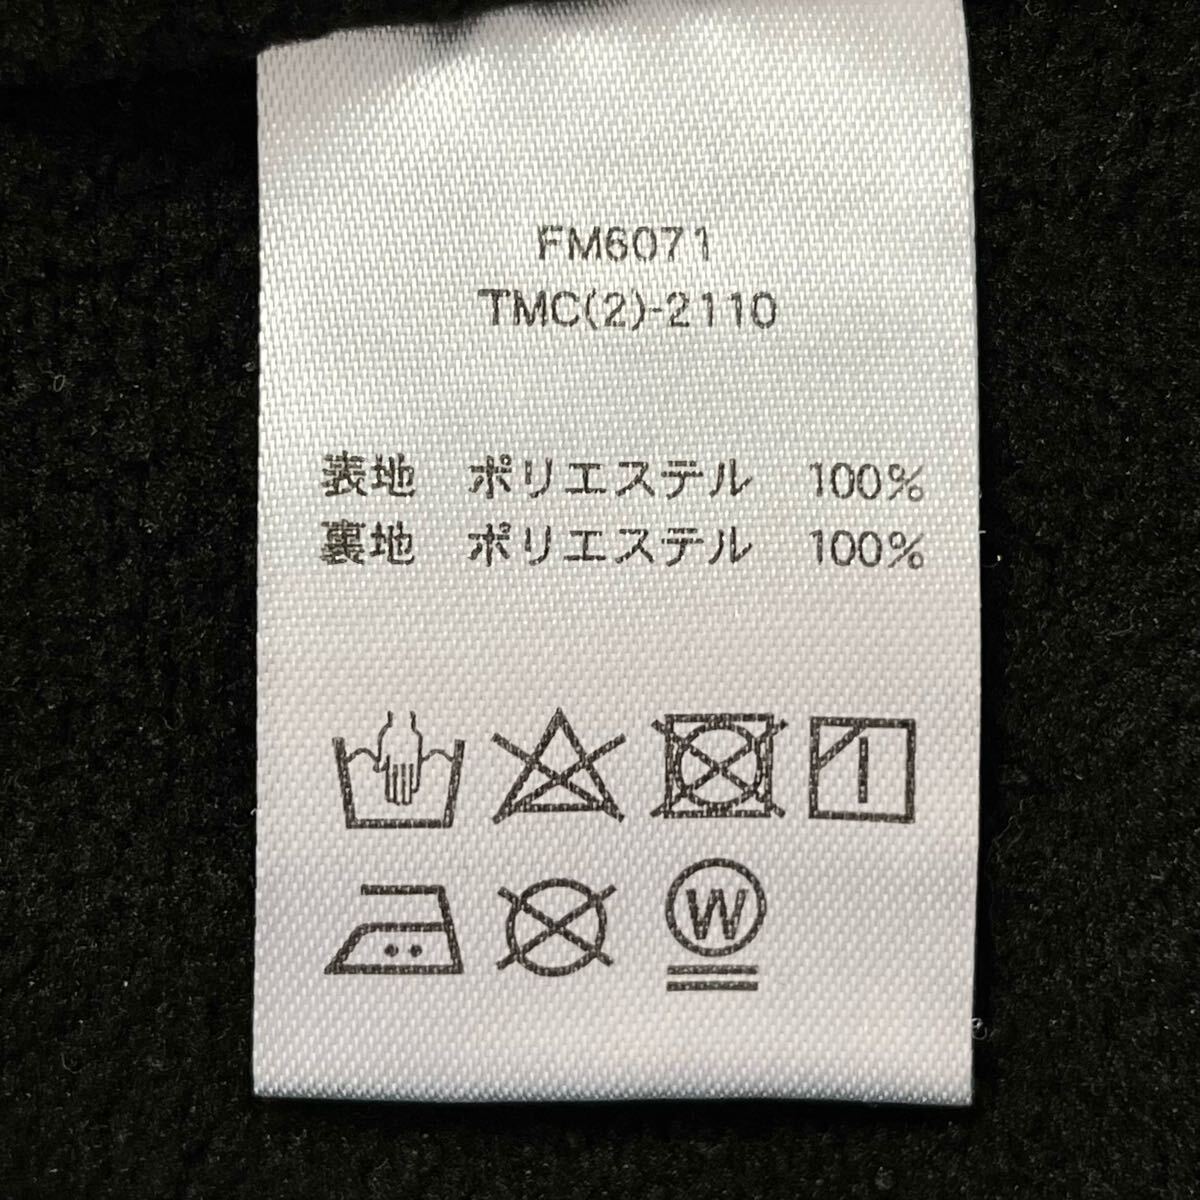 FM6071
TMC(2)-2110
表地 ポリエステル 100%
裏地 ポリエステル 100%
W